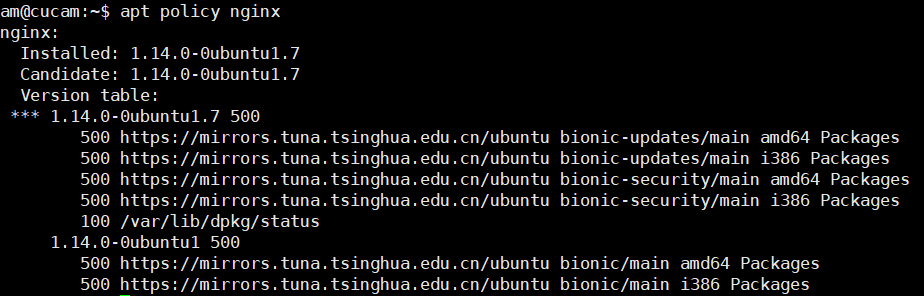 am@cucam:~$ apt policy nginx
nginx:
  Installed: 1.14.0-0ubuntu1.7
  Candidate: 1.14.0-0ubuntu1.7
  Version table:
 *** 1.14.0-0ubuntu1.7 500
        500 https://mirrors.tuna.tsinghua.edu.cn/ubuntu bionic-updates/main amd64 Packages
        500 https://mirrors.tuna.tsinghua.edu.cn/ubuntu bionic-updates/main i386 Packages
        500 https://mirrors.tuna.tsinghua.edu.cn/ubuntu bionic-security/main amd64 Packages
        500 https://mirrors.tuna.tsinghua.edu.cn/ubuntu bionic-security/main i386 Packages
        100 /var/lib/dpkg/status
     1.14.0-0ubuntu1 500
        500 https://mirrors.tuna.tsinghua.edu.cn/ubuntu bionic/main amd64 Packages
        500 https://mirrors.tuna.tsinghua.edu.cn/ubuntu bionic/main i386 Packages